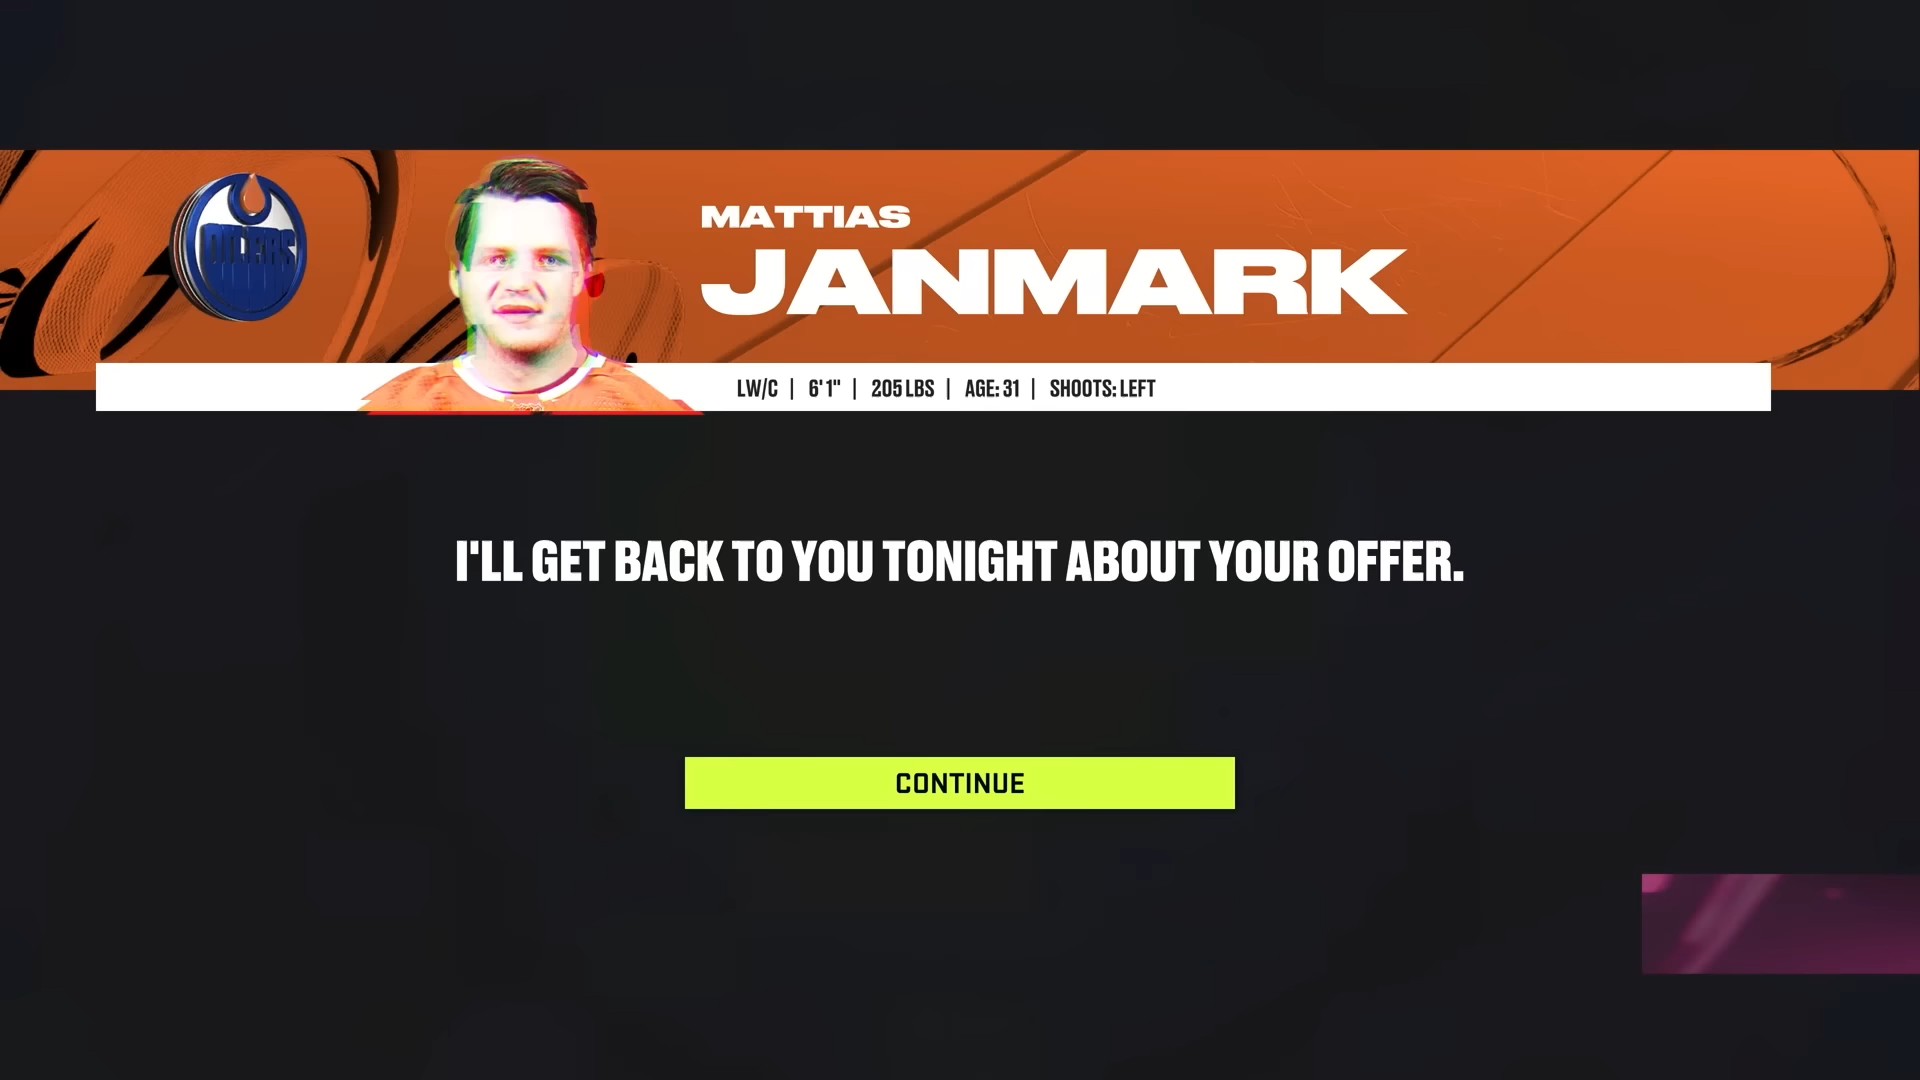 OILERS
MATTIAS
JANMARK
LW/C | 6'1" | 205 LBS | AGE: 31 | SHOOTS: LEFT
I'LL GET BACK TO YOU TONIGHT ABOUT YOUR OFFER.
CONTINUE